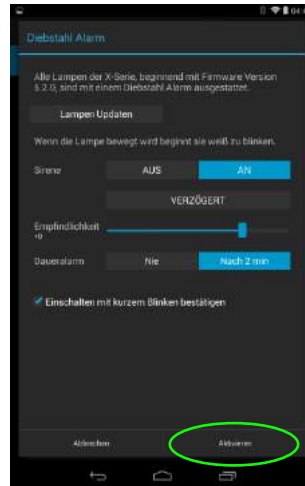 Diebstahl Alarm
Alle Lampen der X-Serie, beginnend mit Firmware Version
5.2.0, sind mit einem Diebstahl Alarm ausgestattet.
Lampen Updaten
Wenn die Lampe bewegt wird beginnt sie weiß zu blinken.
Sirene AUS AN
VERZÖGERT
Empfindlichkeit
Daueralarm Nie Nach 2 min
Einschalten mit kurzem Blinken bestätigen
Abbrechen Aktivieren